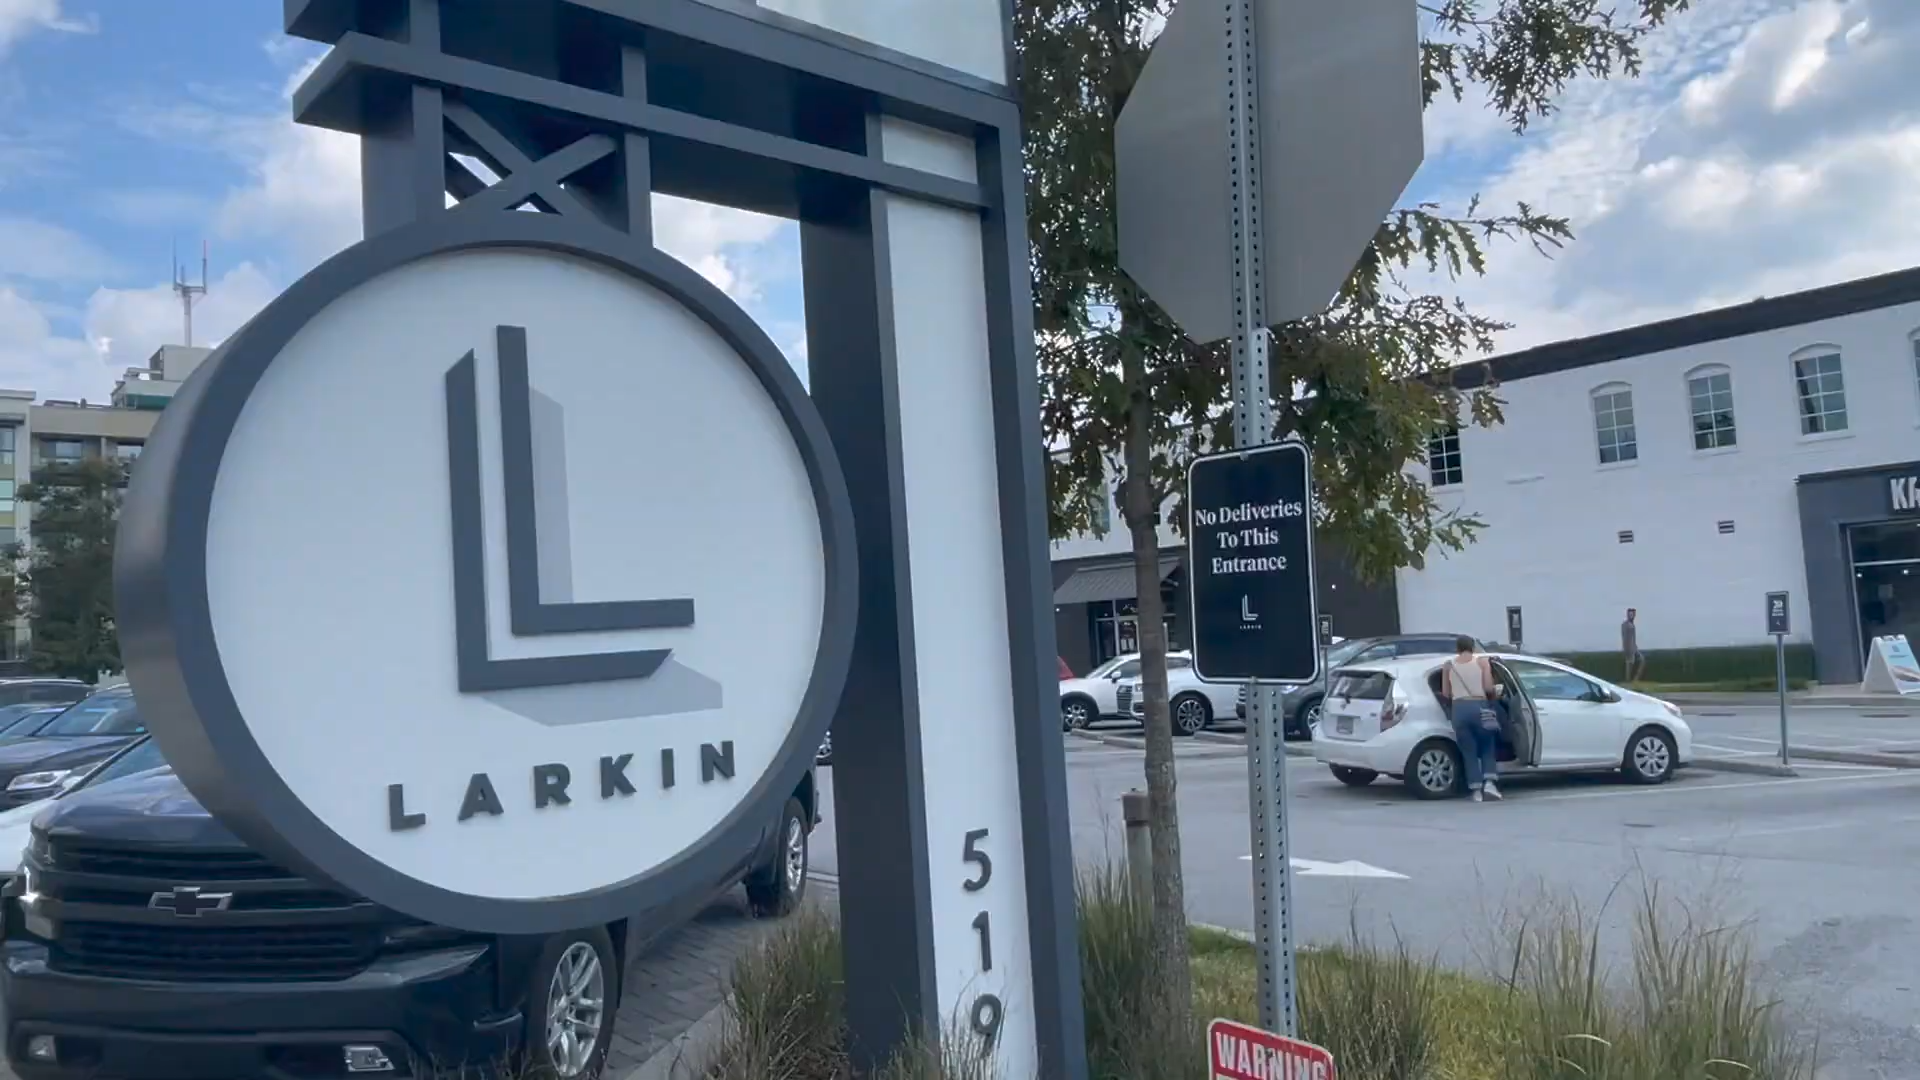 LARKIN
519
No Deliveries
To This
Entrance
LARKIN
WARNING